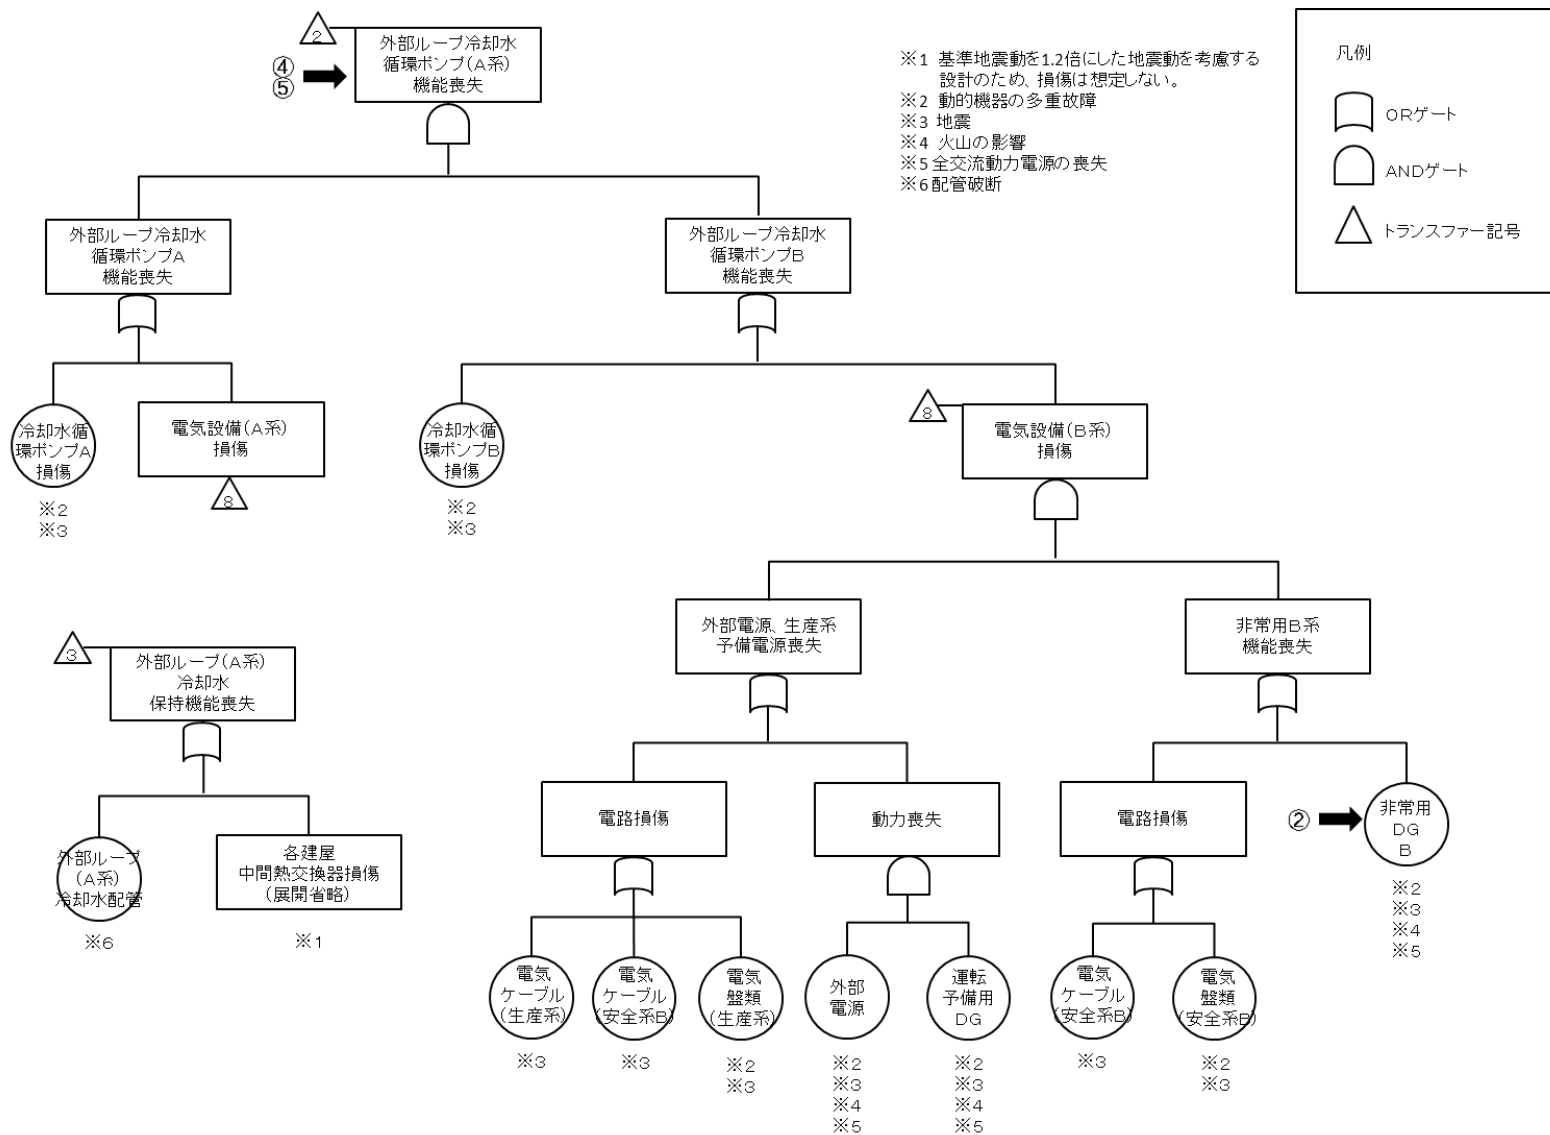 2
外部ループ冷却水
循環ポンプ(A系)
機能喪失
④
⑤
※1 基準地震動を1.2倍にした地震動を考慮する
設計のため、損傷は想定しない。
※2 動的機器の多重故障
※3 地震
※4 火山の影響
※5 全交流動力電源の喪失
※6 配管破断
凡例
ORゲート
ANDゲート
トランスファー記号
外部ループ冷却水
循環ポンプA
機能喪失
外部ループ冷却水
循環ポンプB
機能喪失
冷却水循
環ポンプA
損傷
※2
※3
電気設備(A系)
損傷
8
冷却水循
環ポンプB
損傷
※2
※3
8
電気設備(B系)
損傷
外部電源、生産系
予備電源喪失
非常用B系
機能喪失
3
外部ループ(A系)
冷却水
保持機能喪失
外部ループ
(A系)
冷却水配管
※6
各建屋
中間熱交換器損傷
(展開省略)
※1
電路損傷
動力喪失
電路損傷
②
非常用
DG
B
※2
※3
※4
※5
電気
ケーブル
(生産系)
※3
電気
ケーブル
(安全系B)
※3
電気
盤類
(生産系)
※2
※3
外部
電源
※2
※3
※4
※5
運転
予備用
DG
※2
※3
※4
※5
電気
ケーブル
(安全系B)
※3
電気
盤類
(安全系B)
※2
※3